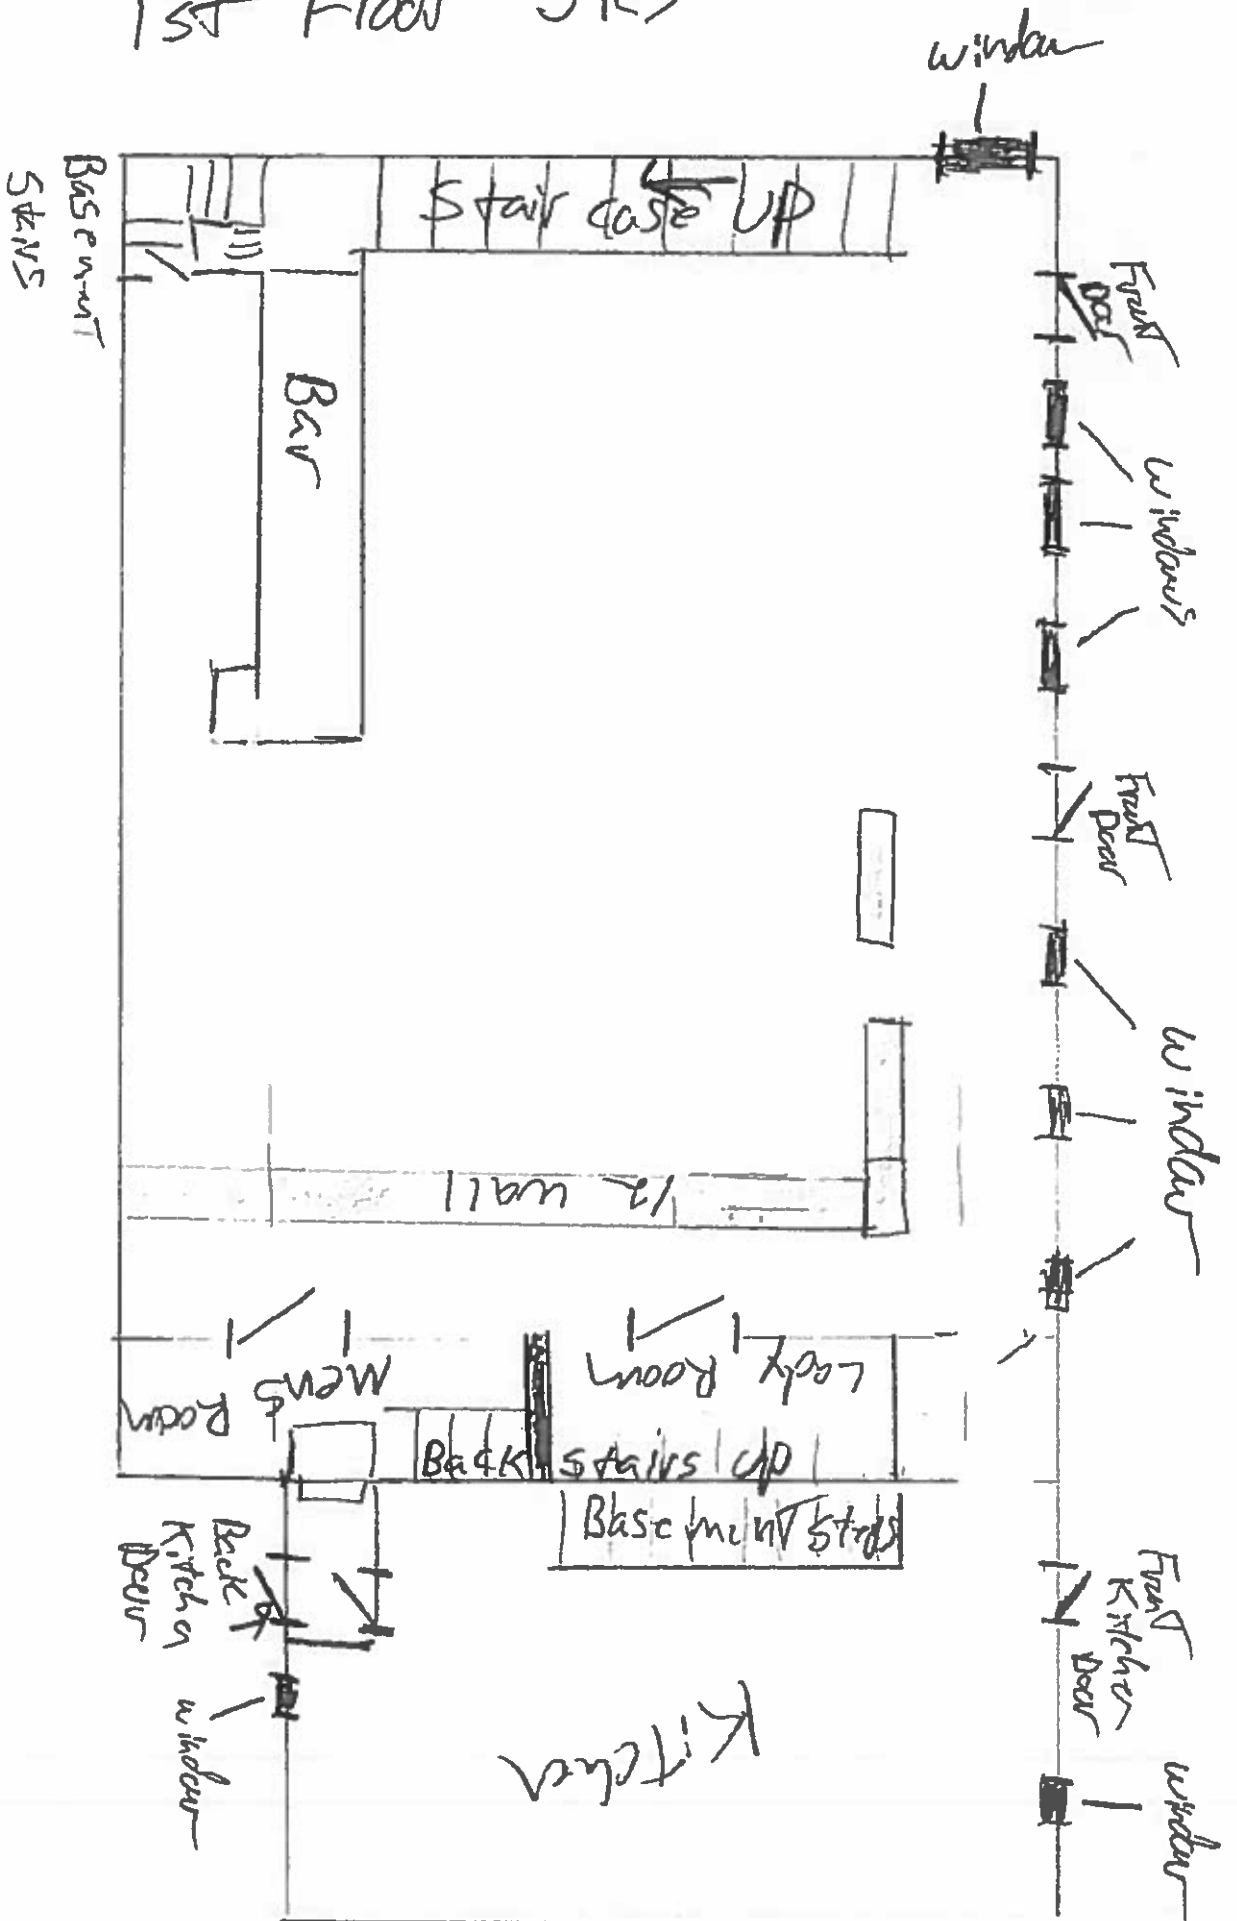 1ST Floor
window
Stair case UP
Basement
Stairs
Front
Door
Bar
windows
Front
Door
window
1/2 wall
Mens
Room
Lady Room
Back Stairs up
Basement Steps
Back
Kitchen
Door
window
Front
Kitchen
Door
Kitchen
window